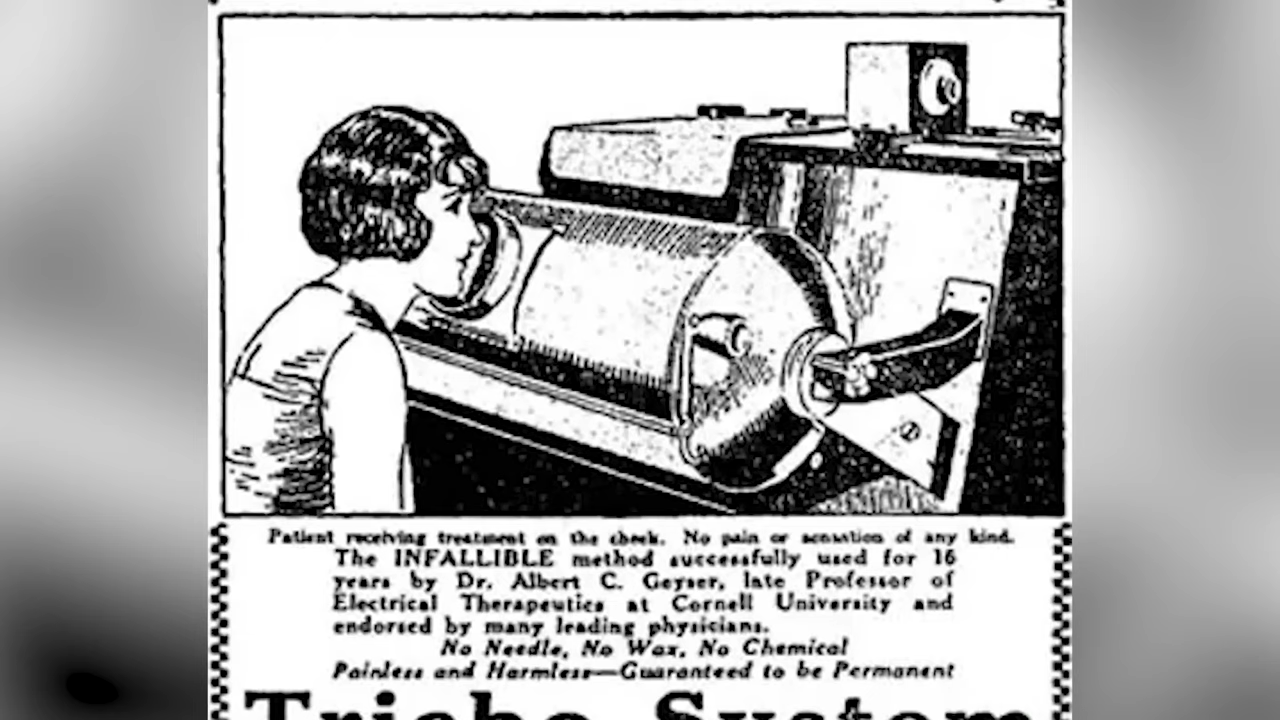 Patient receiving treatment on the cheek. No pain or sensation of any kind.
The INFALLIBLE method successfully used for 16
years by Dr. Albert C. Geyser, late Professor of
Electrical Therapeutics at Cornell University and
endorsed by many leading physicians.
No Needle, No Wax, No Chemical
Painless and Harmless—Guaranteed to be Permanent
Tricho System